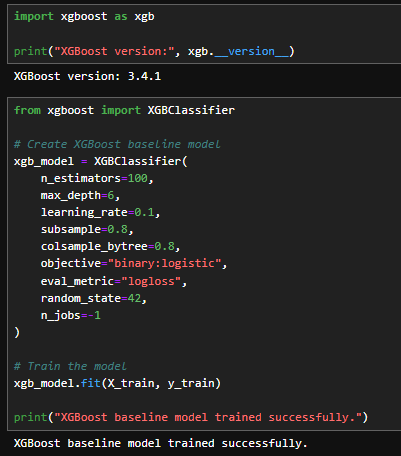 import xgboost as xgb
print("XGBoost version:", xgb.__version__)
XGBoost version: 3.4.1
from xgboost import XGBClassifier
# Create XGBoost baseline model
xgb_model = XGBClassifier(
    n_estimators=100,
    max_depth=6,
    learning_rate=0.1,
    subsample=0.8,
    colsample_bytree=0.8,
    objective="binary:logistic",
    eval_metric="logloss",
    random_state=42,
    n_jobs=-1
)
# Train the model
xgb_model.fit(X_train, y_train)
print("XGBoost baseline model trained successfully.")
XGBoost baseline model trained successfully.